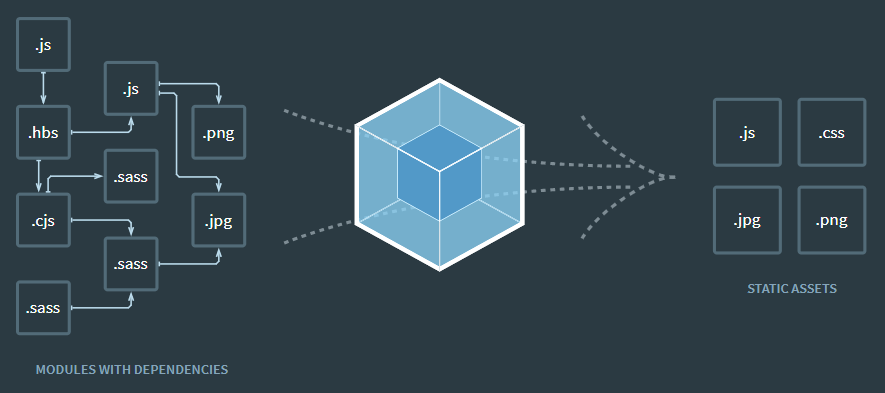 .js
.js
.hbs
.png
.sass
.cjs
.jpg
.sass
.sass
MODULES WITH DEPENDENCIES
.js
.css
.jpg
.png
STATIC ASSETS